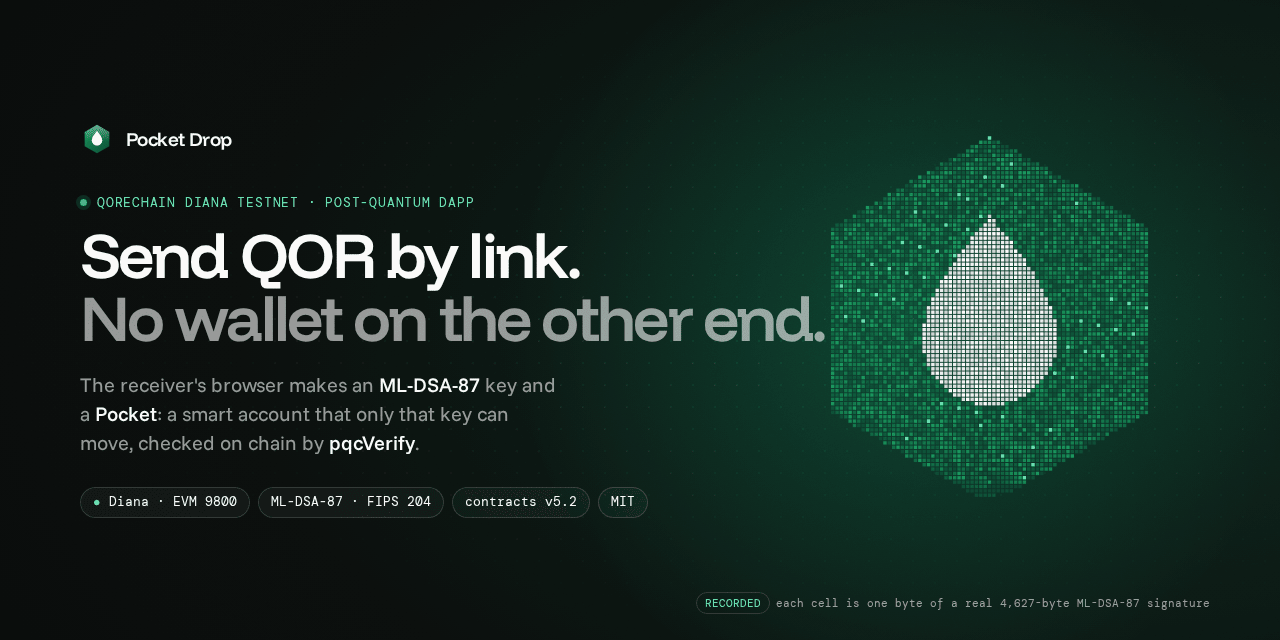 Pocket Drop
QORECHAIN DIANA TESTNET · POST-QUANTUM DAPP
Send QOR by link.
No wallet on the other end.
The receiver's browser makes an ML-DSA-87 key and
a Pocket: a smart account that only that key can
move, checked on chain by pqcVerify.
Diana · EVM 9800
ML-DSA-87 · FIPS 204
contracts v5.2
MIT
RECORDED each cell is one byte of a real 4,627-byte ML-DSA-87 signature